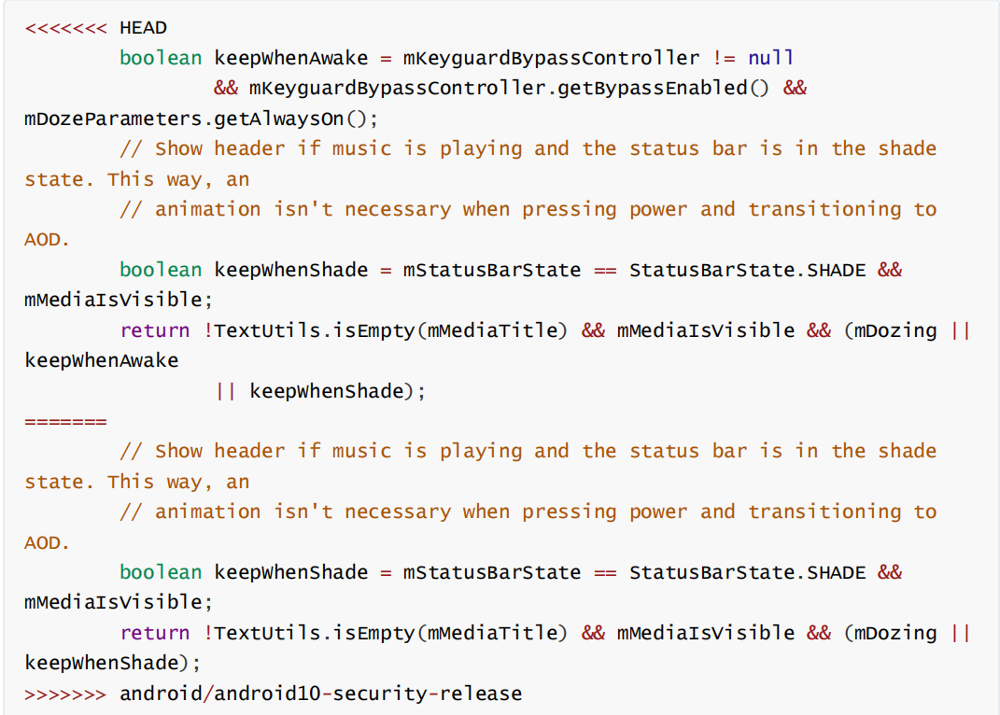 <<<<<<< HEAD
        boolean keepWhenAwake = mKeyguardBypassController != null
                && mKeyguardBypassController.getBypassEnabled() &&
mDozeParameters.getAlwaysOn();
        // Show header if music is playing and the status bar is in the shade
state. This way, an
        // animation isn't necessary when pressing power and transitioning to
AOD.
        boolean keepWhenShade = mStatusBarState == StatusBarState.SHADE &&
mMediaIsVisible;
        return !TextUtils.isEmpty(mMediaTitle) && mMediaIsVisible && (mDozing ||
keepWhenAwake
                || keepWhenShade);
=======
        // Show header if music is playing and the status bar is in the shade
state. This way, an
        // animation isn't necessary when pressing power and transitioning to
AOD.
        boolean keepWhenShade = mStatusBarState == StatusBarState.SHADE &&
mMediaIsVisible;
        return !TextUtils.isEmpty(mMediaTitle) && mMediaIsVisible && (mDozing ||
keepWhenShade);
>>>>>>> android/android10-security-release